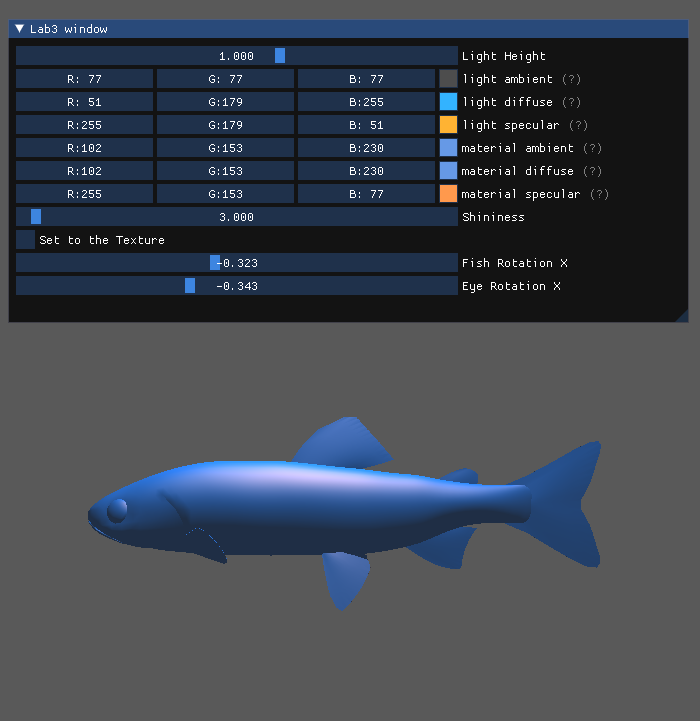 Lab3 window
1.000 Light Height
R: 77 G: 77 B: 77 light ambient (?)
R: 51 G:179 B:255 light diffuse (?)
R:255 G:179 B: 51 light specular (?)
R:102 G:153 B:230 material ambient (?)
R:102 G:153 B:230 material diffuse (?)
R:255 G:153 B: 77 material specular (?)
3.000 Shininess
Set to the Texture
-0.323 Fish Rotation X
-0.343 Eye Rotation X